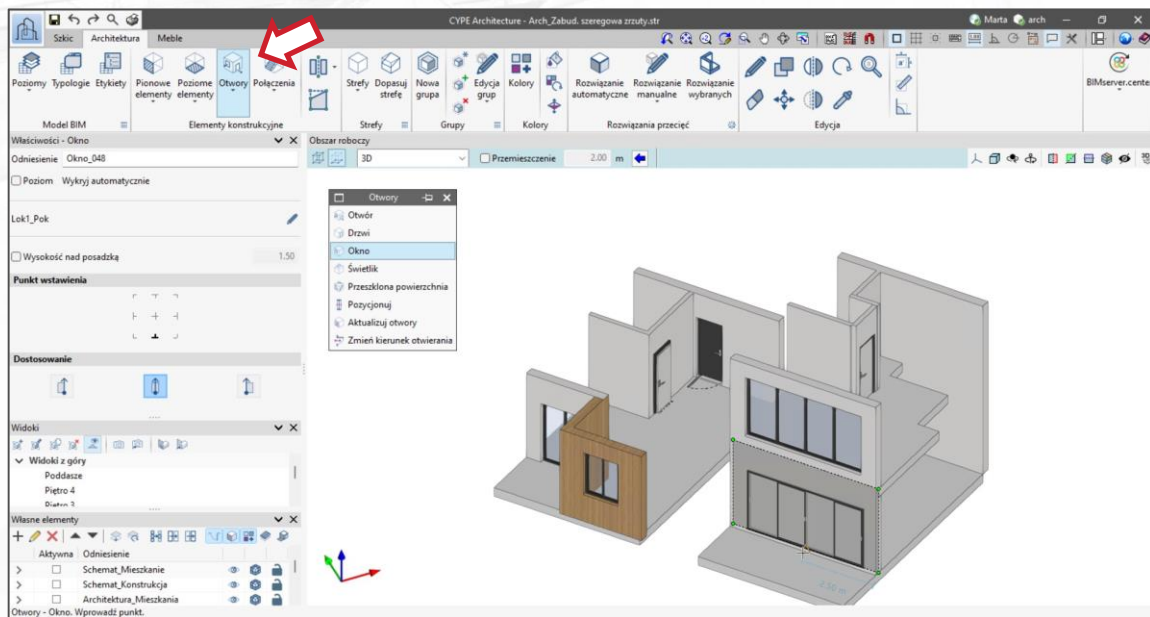 CYPE Architecture - Arch_Zabud. szeregowa zrzuty.str
Marta arch
Szkic Architektura Meble
Poziomy Typologie Etykiety Pionowe elementy Poziome elementy Otwory Połączenia Strefy Dopasuj strefę Nowa grupa Edycja grup Kolory Rozwiązanie automatyczne Rozwiązanie manualne Rozwiązanie wybranych BIMserver.center
Model BIM Elementy konstrukcyjne Strefy Grupy Kolory Rozwiązania przecięć Edycja
Właściwości - Okno
Odniesienie Okno_048
Poziom Wykryj automatycznie
Lok1_Pok
Wysokość nad posadzką 1.50
Punkt wstawienia
Dostosowanie
Widoki
Widoki z góry
Poddasze
Piętro 4
Piętro 3
Własne elementy
Aktywna Odniesienie
Schemat_Mieszkanie
Schemat_Konstrukcja
Architektura_Mieszkania
Otwory - Okno. Wprowadź punkt.
Obszar roboczy
3D Przemieszczenie 2.00 m
Otwory
Otwór
Drzwi
Okno
Świetlik
Przeszklona powierzchnia
Pozycjonuj
Aktualizuj otwory
Zmień kierunek otwierania
2.50 m